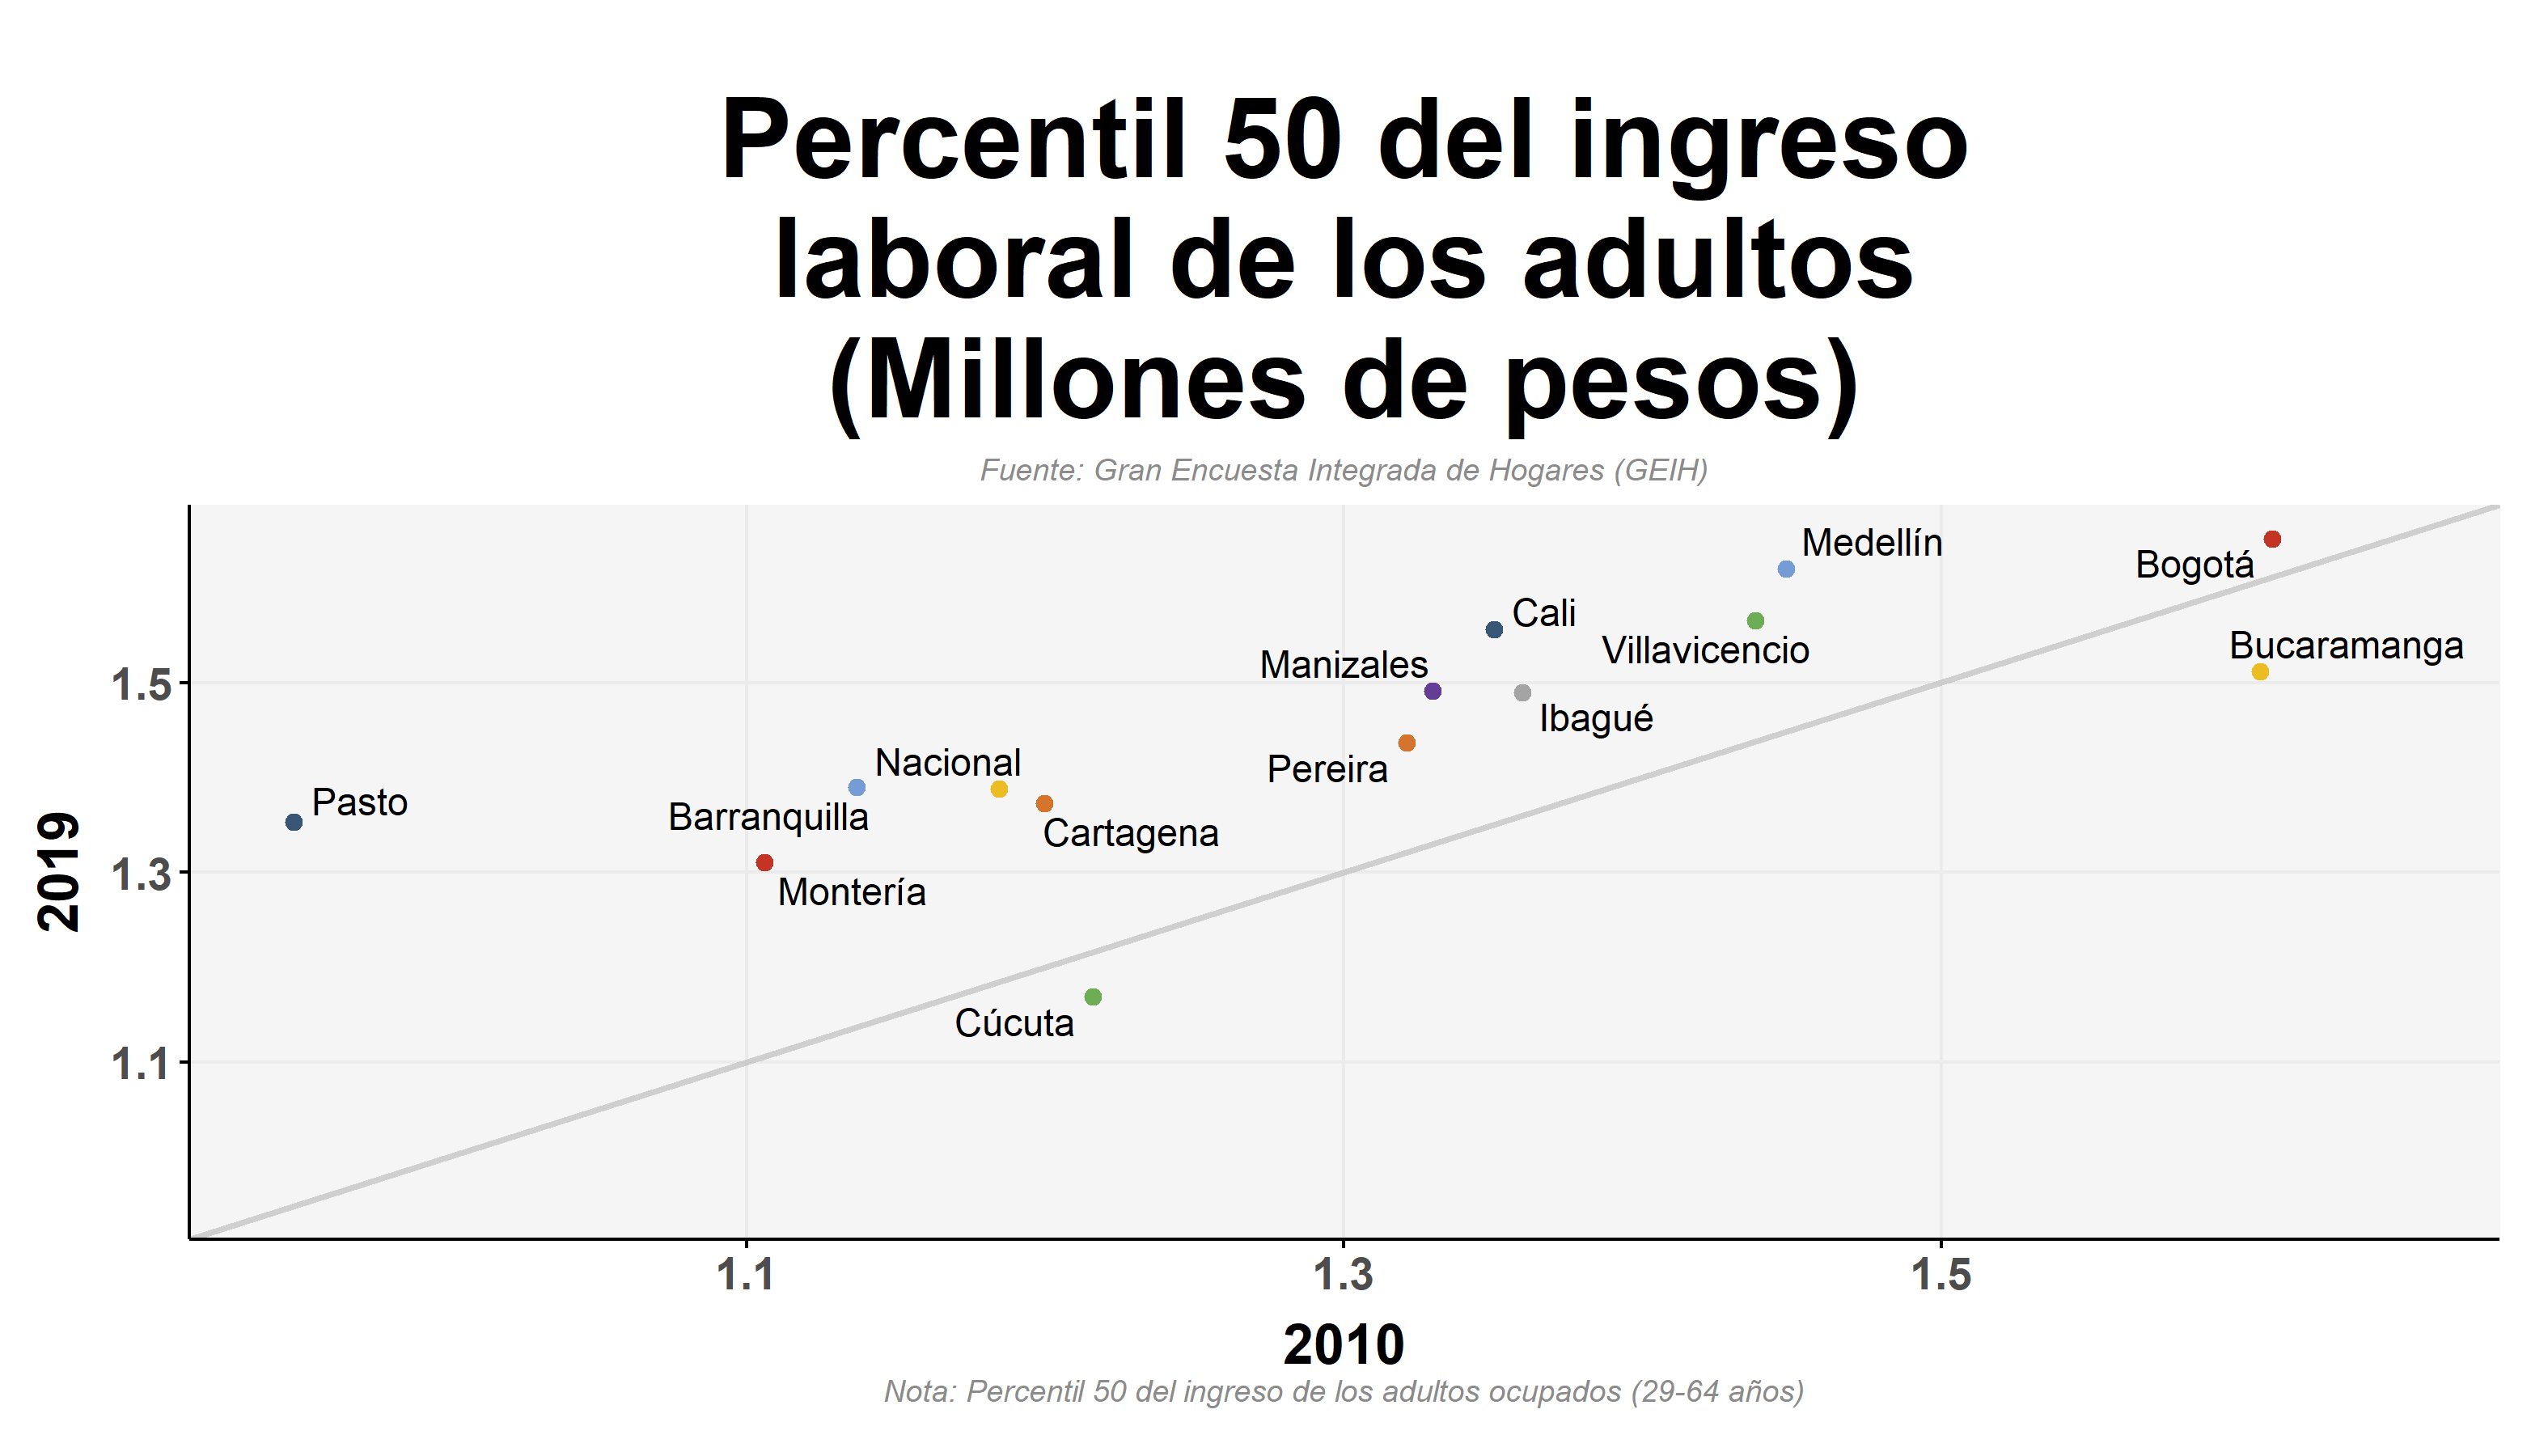 Percentil 50 del ingreso
laboral de los adultos
(Millones de pesos)
Fuente: Gran Encuesta Integrada de Hogares (GEIH)
Medellín
Bogotá
Cali
Villavicencio
Bucaramanga
Manizales
1.5
Ibagué
Nacional
Pereira
Pasto
Barranquilla
Cartagena
2019
1.3
Montería
Cúcuta
1.1
1.1
1.3
1.5
2010
Nota: Percentil 50 del ingreso de los adultos ocupados (29-64 años)